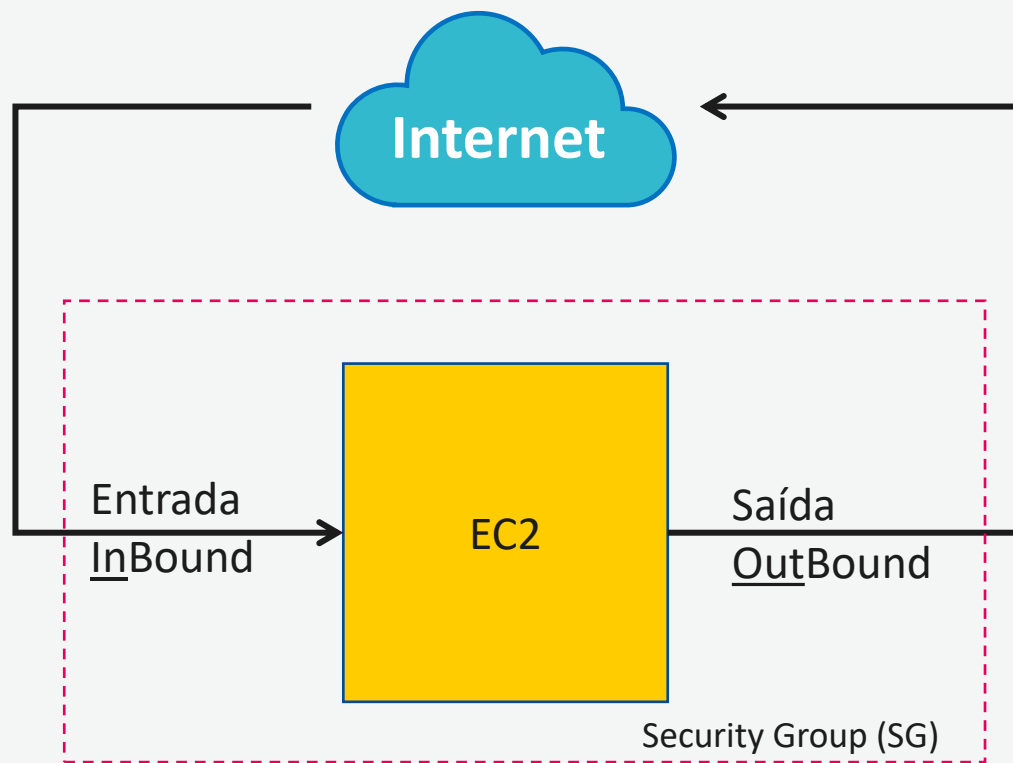 Internet
Entrada
InBound
EC2
Saída
OutBound
Security Group (SG)